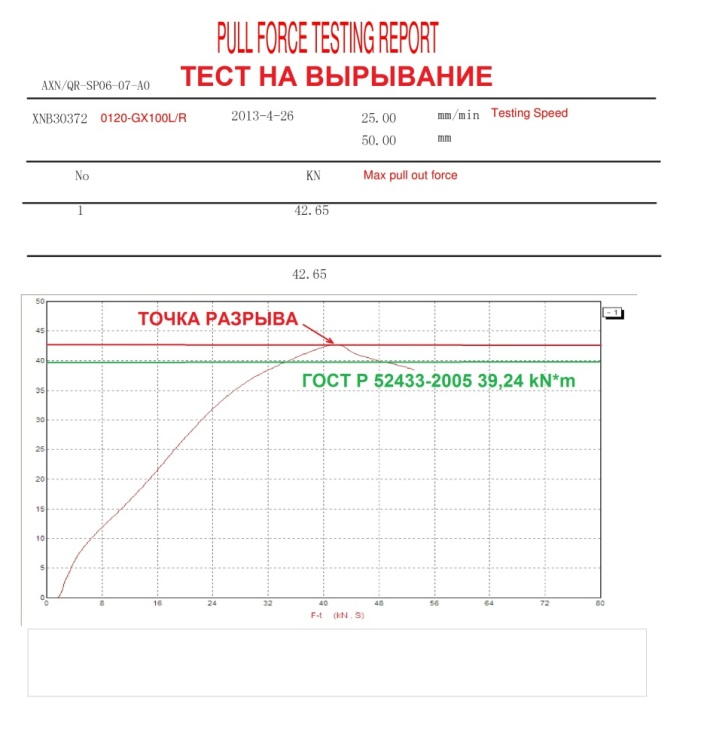 PULL FORCE TESTING REPORT
AXN/QR-SP06-07-A0 ТЕСТ НА ВЫРЫВАНИЕ
XNB30372 0120-GX100L/R 2013-4-26 25.00 mm/min Testing Speed
50.00 mm
No KN Max pull out force
1 42.65
42.65
50
- 1
ТОЧКА РАЗРЫВА
45
40
ГОСТ Р 52433-2005 39,24 kN*m
35
30
25
20
15
10
5
0
0 8 16 24 32 40 48 56 64 72 80
F-t (kN . S)